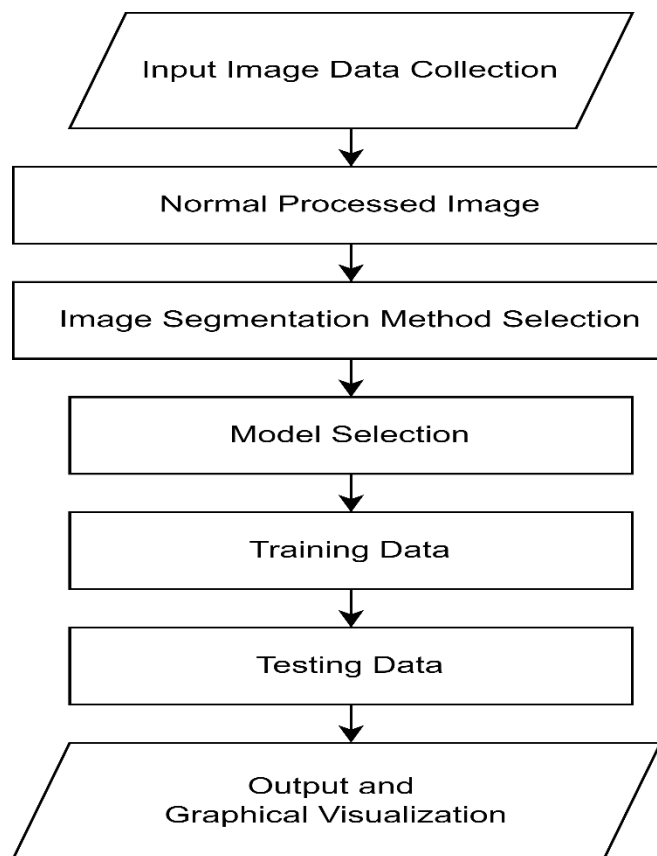 Input Image Data Collection
Normal Processed Image
Image Segmentation Method Selection
Model Selection
Training Data
Testing Data
Output and
Graphical Visualization